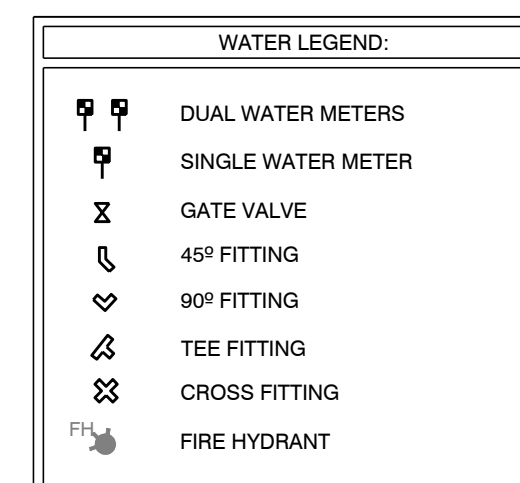 WATER LEGEND:
DUAL WATER METERS
SINGLE WATER METER
GATE VALVE
45º FITTING
90º FITTING
TEE FITTING
CROSS FITTING
FH FIRE HYDRANT